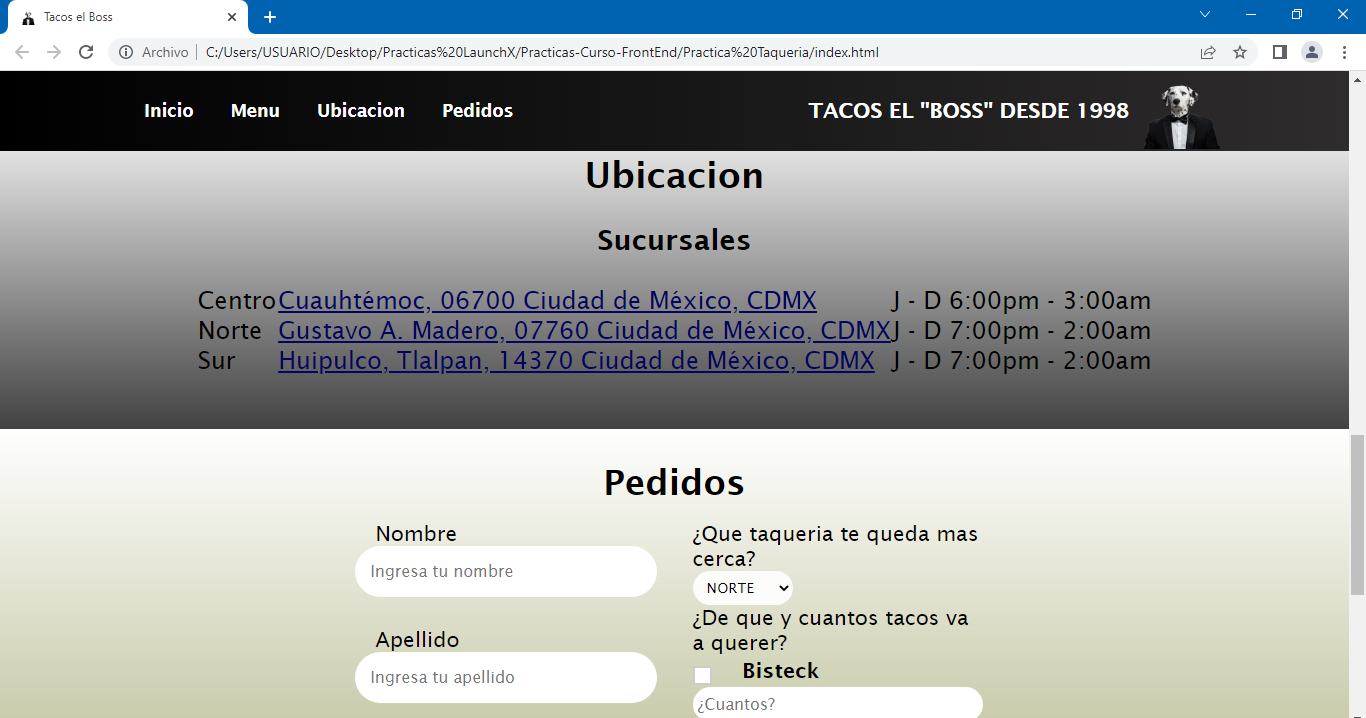 Tacos el Boss
Archivo
C:/Users/USUARIO/Desktop/Practicas%20LaunchX/Practicas-Curso-FrontEnd/Practica%20Taqueria/index.html
Inicio Menu Ubicacion Pedidos
TACOS EL "BOSS" DESDE 1998
Ubicacion
Sucursales
Centro Cuauhtémoc, 06700 Ciudad de México, CDMX J - D 6:00pm - 3:00am
Norte Gustavo A. Madero, 07760 Ciudad de México, CDMX J - D 7:00pm - 2:00am
Sur Huipulco, Tlalpan, 14370 Ciudad de México, CDMX J - D 7:00pm - 2:00am
Pedidos
Nombre
Ingresa tu nombre
Apellido
Ingresa tu apellido
¿Que taqueria te queda mas
cerca?
NORTE
¿De que y cuantos tacos va
a querer?
Bisteck
¿Cuantos?